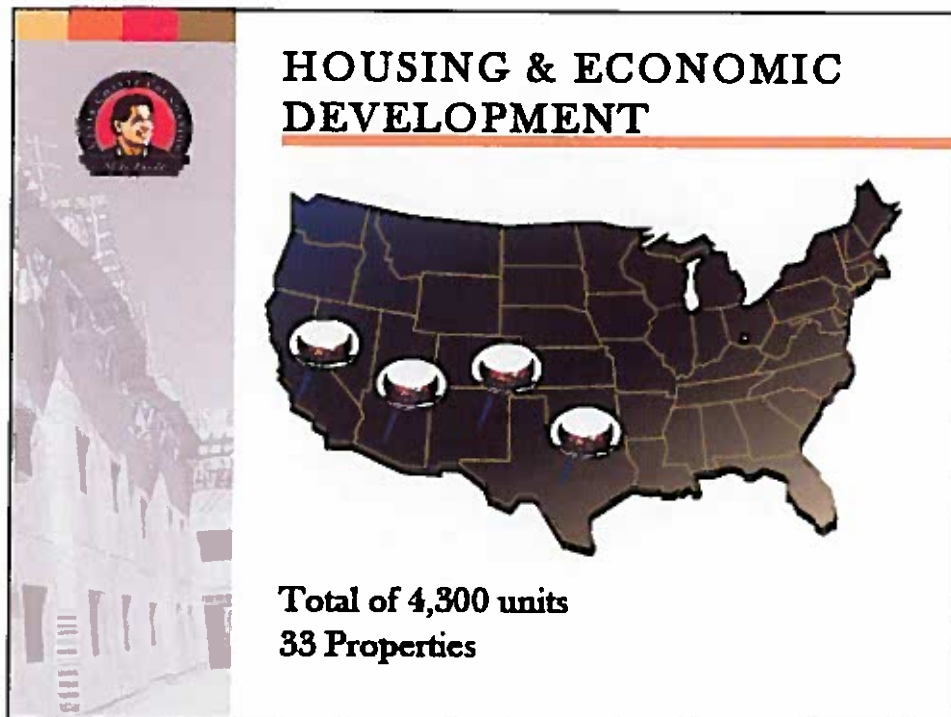 HOUSING & ECONOMIC
DEVELOPMENT
Total of 4,300 units
33 Properties